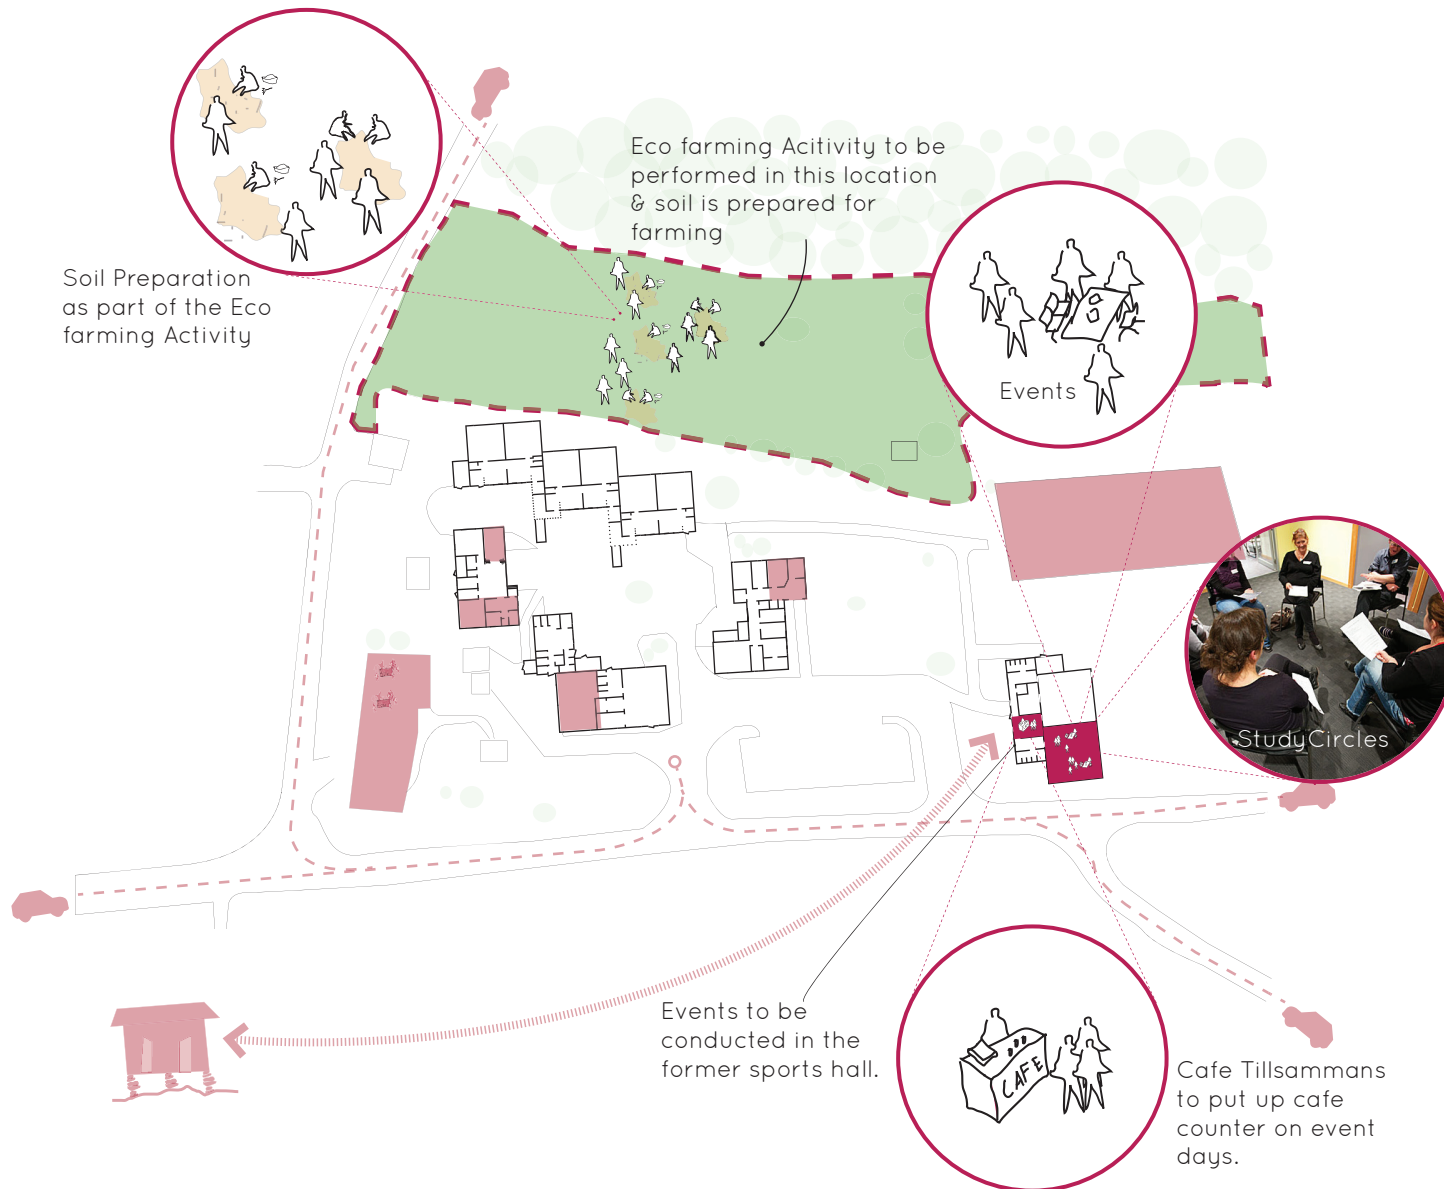 Eco farming Acitivity to be
performed in this location
& soil is prepared for
farming
Soil Preparation
as part of the Eco
farming Activity
Events
StudyCircles
Events to be
conducted in the
former sports hall.
CAFE
Cafe Tillsammans
to put up cafe
counter on event
days.